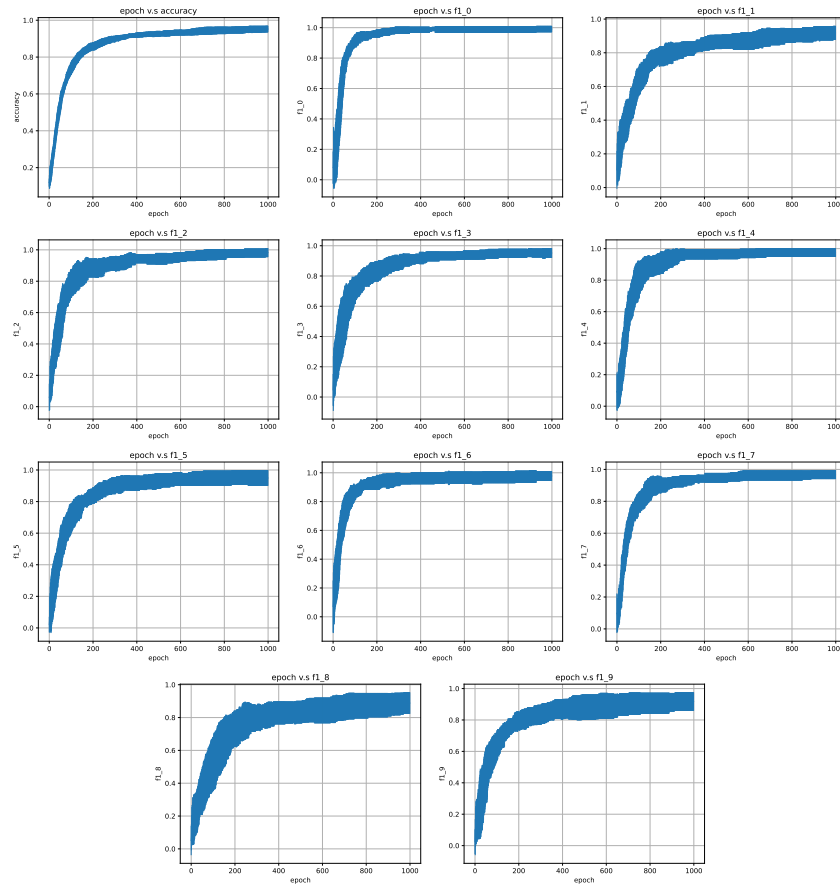 epoch v.s accuracy
1.0
0.8
0.6
0.4
0.2
accuracy
0 200 400 600 800 1000
epoch
epoch v.s f1_0
1.0
0.8
0.6
0.4
0.2
0.0
f1_0
0 200 400 600 800 1000
epoch
epoch v.s f1_1
1.0
0.8
0.6
0.4
0.2
0.0
f1_1
0 200 400 600 800 1000
epoch
epoch v.s f1_2
1.0
0.8
0.6
0.4
0.2
0.0
f1_2
0 200 400 600 800 1000
epoch
epoch v.s f1_3
1.0
0.8
0.6
0.4
0.2
0.0
f1_3
0 200 400 600 800 1000
epoch
epoch v.s f1_4
1.0
0.8
0.6
0.4
0.2
0.0
f1_4
0 200 400 600 800 1000
epoch
epoch v.s f1_5
1.0
0.8
0.6
0.4
0.2
0.0
f1_5
0 200 400 600 800 1000
epoch
epoch v.s f1_6
1.0
0.8
0.6
0.4
0.2
0.0
f1_6
0 200 400 600 800 1000
epoch
epoch v.s f1_7
1.0
0.8
0.6
0.4
0.2
0.0
f1_7
0 200 400 600 800 1000
epoch
epoch v.s f1_8
1.0
0.8
0.6
0.4
0.2
0.0
f1_8
0 200 400 600 800 1000
epoch
epoch v.s f1_9
1.0
0.8
0.6
0.4
0.2
0.0
f1_9
0 200 400 600 800 1000
epoch